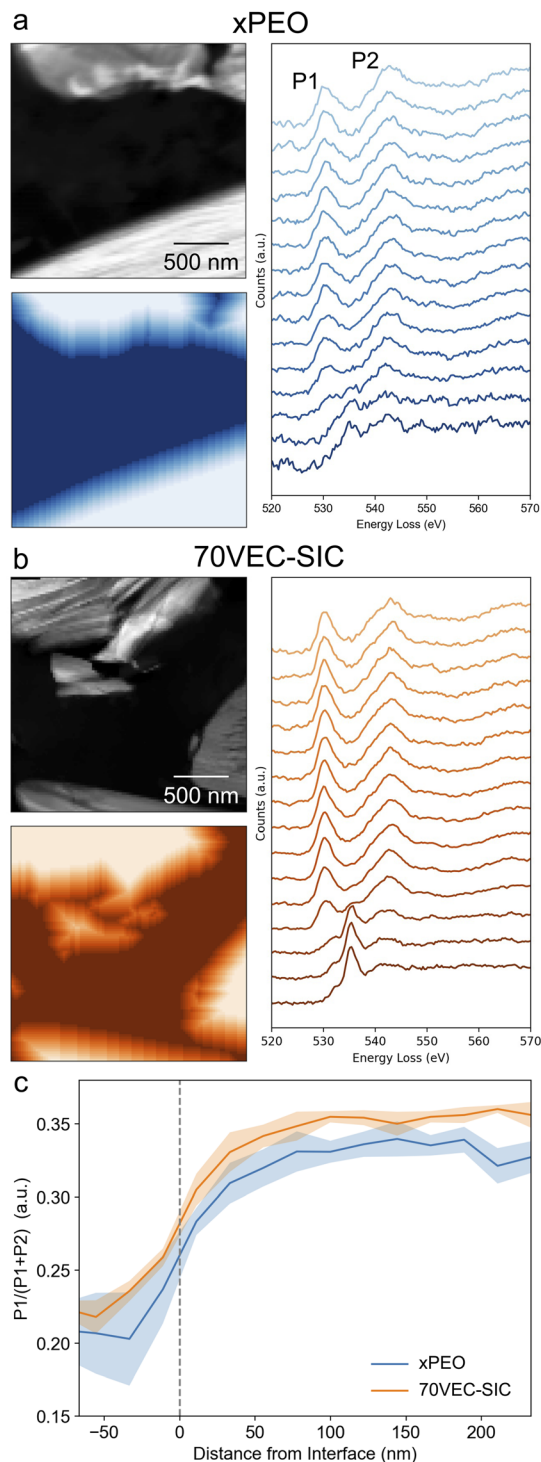 a
xPEO
P1
P2
500 nm
Counts (a.u.)
520 530 540 550 560 570
Energy Loss (eV)
b
70VEC-SIC
500 nm
Counts (a.u.)
520 530 540 550 560 570
Energy Loss (eV)
c
0.35
0.30
0.25
0.20
0.15
P1/(P1+P2) (a.u.)
xPEO
70VEC-SIC
−50 0 50 100 150 200
Distance from Interface (nm)